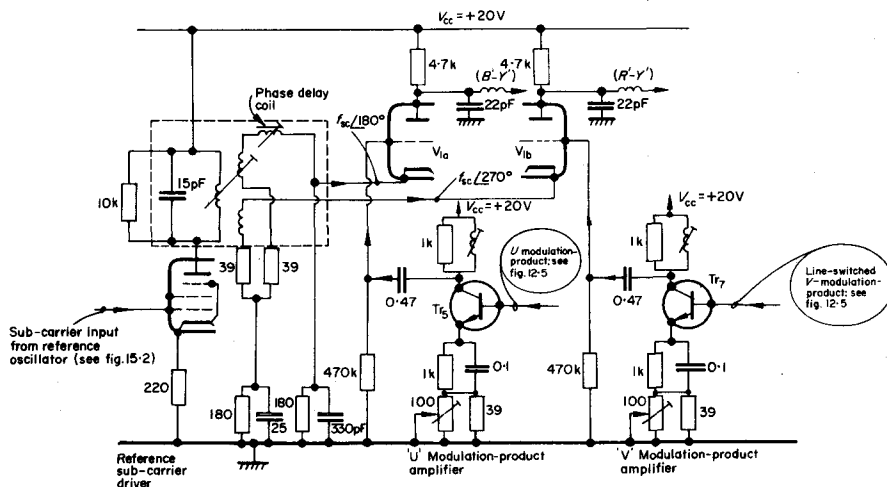 Vcc=+20V
4·7k
(B'-Y')
4·7k
(R'-Y')
22pF
22pF
Phase delay
coil
fsc/180°
V1a
V1b
fsc/270°
15pF
10k
Vcc=+20V
Vcc=+20V
1k
1k
39
39
U modulation-
product; see
fig. 12·5
Line-switched
V-modulation-
product: see
fig. 12·5
0·47
Tr5
0·47
Tr7
Sub-carrier input
from reference
oscillator (see fig. 15·2)
220
180
25
180
330pF
470k
1k
0·1
470k
1k
0·1
100
39
100
39
Reference
sub-carrier
driver
'U' Modulation-product
amplifier
'V' Modulation-product
amplifier